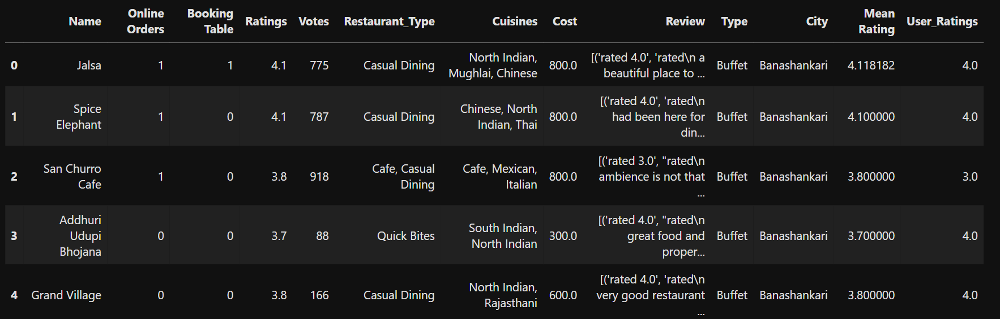 Name Online Orders Booking Table Ratings Votes Restaurant_Type Cuisines Cost Review Type City Mean Rating User_Ratings
0 Jalsa 1 1 4.1 775 Casual Dining North Indian, Mughlai, Chinese 800.0 [('rated 4.0', 'rated\n a beautiful place to ... Buffet Banashankari 4.118182 4.0
1 Spice Elephant 1 0 4.1 787 Casual Dining Chinese, North Indian, Thai 800.0 [('rated 4.0', 'rated\n had been here for din... Buffet Banashankari 4.100000 4.0
2 San Churro Cafe 1 0 3.8 918 Cafe, Casual Dining Cafe, Mexican, Italian 800.0 [('rated 3.0', "rated\n ambience is not that ... Buffet Banashankari 3.800000 3.0
3 Addhuri Udupi Bhojana 0 0 3.7 88 Quick Bites South Indian, North Indian 300.0 [('rated 4.0', "rated\n great food and proper... Buffet Banashankari 3.700000 4.0
4 Grand Village 0 0 3.8 166 Casual Dining North Indian, Rajasthani 600.0 [('rated 4.0', 'rated\n very good restaurant ... Buffet Banashankari 3.800000 4.0